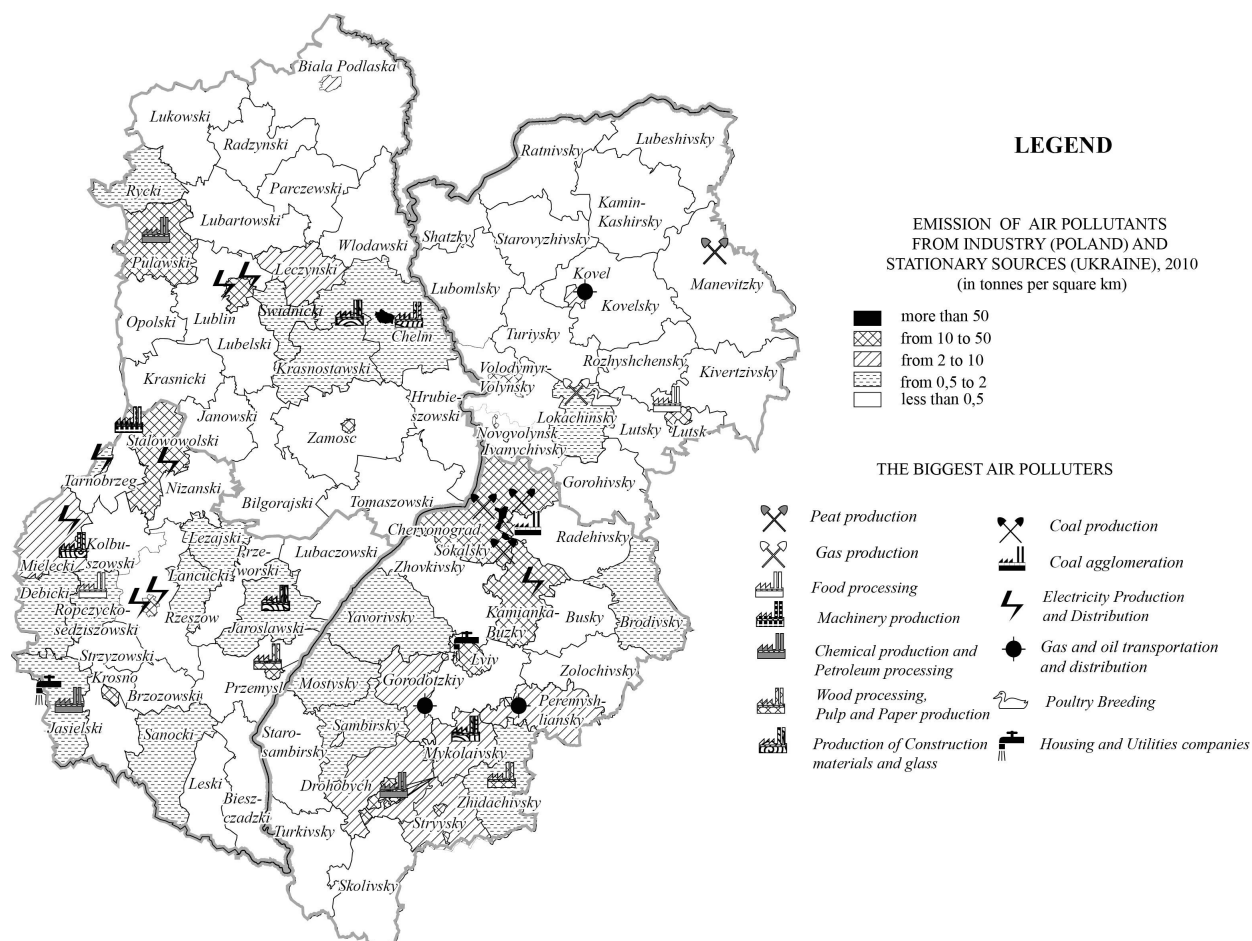 Biala Podlaska
Lukowski
Radzynski
Rycki
Parczewski
Lubartowski
Pulawski
Wlodawski
Leczynski
Swidnicki
Opolski
Lublin
Lubelski
Chelm
Krasnostawski
Krasnicki
Janowski
Hrubie-
szowski
Zamosc
Stalowowolski
Tarnobrzeg
Nizanski
Bilgorajski
Tomaszowski
Mielecki
Kolbu-
szowski
Lezajski
Prze-
worski
Lubaczowski
Debicki
Lancucki
Ropczycko-
sedziszowski
Rzeszow
Jaroslawski
Strzyzowski
Krosno
Brzozowski
Przemysl
Jasielski
Sanocki
Leski
Biesz-
czadzki
Lubeshivsky
Ratnivsky
Kamin-
Kashirsky
Shatzky
Starovyzhivsky
Kovel
Manevitzky
Lubomlsky
Kovelsky
Turiysky
Rozhyshchensky
Kivertzivsky
Volodymyr-
Volynsky
Lokachinsky
Lutsky
Lutsk
Novovolynsk
Ivanychivsky
Gorohivsky
Chervonograd
Sokalsky
Radehivsky
Zhovkivsky
Kamianka-
Buzky
Busky
Brodivsky
Yavorivsky
Lviv
Zolochivsky
Mostysky
Gorodotzkiy
Peremysh-
liansky
Staro-
sambirsky
Sambirsky
Mykolaivsky
Drohobych
Zhidachivsky
Stryysky
Turkivsky
Skolivsky
LEGEND
EMISSION OF AIR POLLUTANTS
FROM INDUSTRY (POLAND) AND
STATIONARY SOURCES (UKRAINE), 2010
(in tonnes per square km)
more than 50
from 10 to 50
from 2 to 10
from 0,5 to 2
less than 0,5
THE BIGGEST AIR POLLUTERS
Peat production
Gas production
Food processing
Machinery production
Chemical production and
Petroleum processing
Wood processing,
Pulp and Paper production
Production of Construction
materials and glass
Coal production
Coal agglomeration
Electricity Production
and Distribution
Gas and oil transportation
and distribution
Poultry Breeding
Housing and Utilities companies